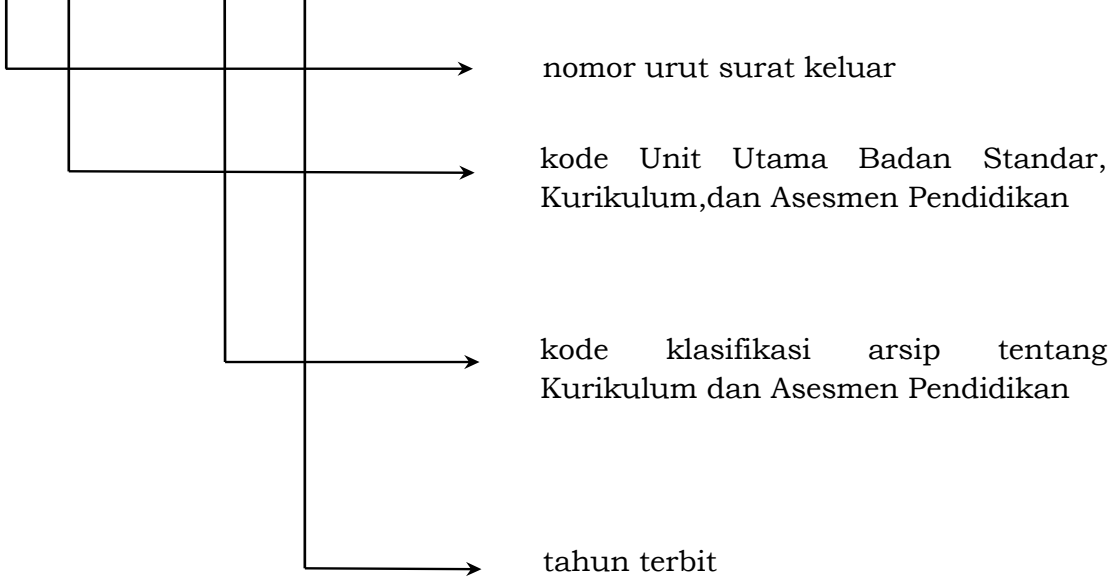 nomor urut surat keluar
kode Unit Utama Badan Standar,
Kurikulum,dan Asesmen Pendidikan
kode klasifikasi arsip tentang
Kurikulum dan Asesmen Pendidikan
tahun terbit